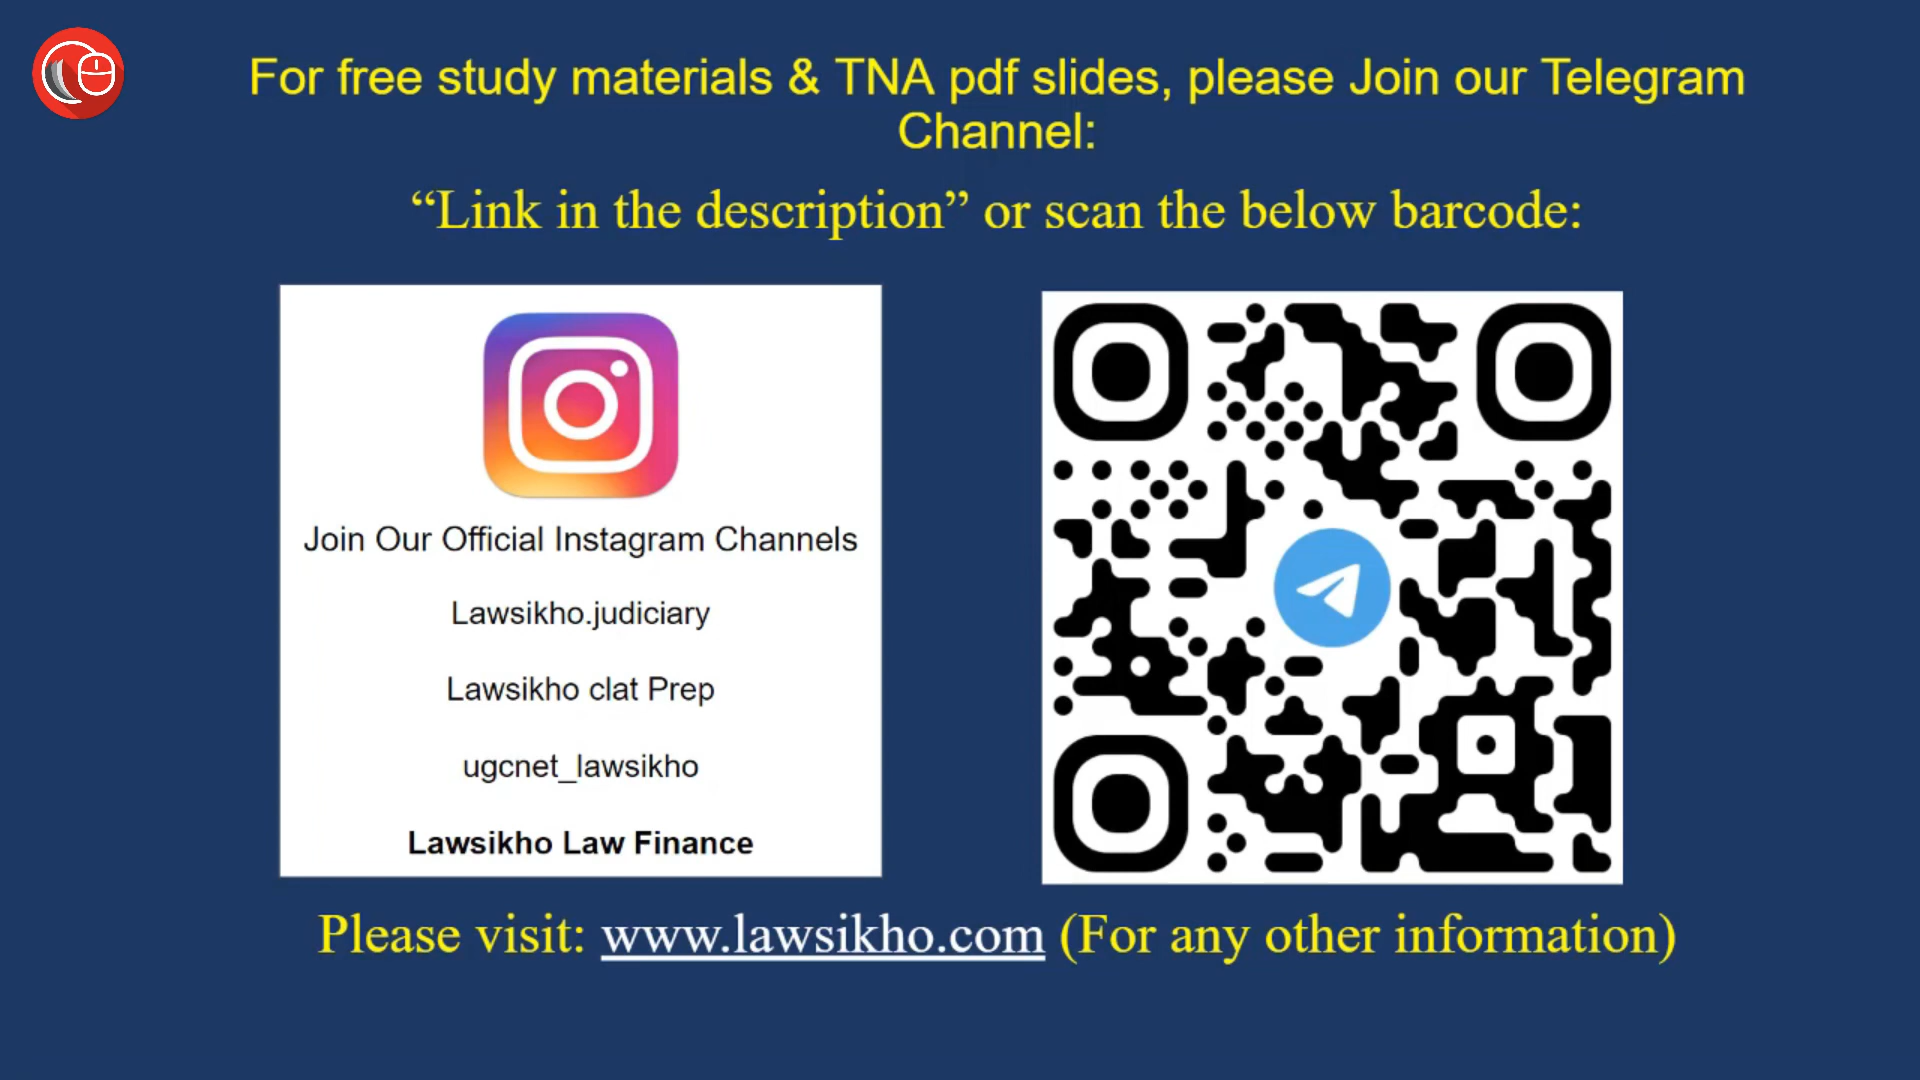 For free study materials & TNA pdf slides, please Join our Telegram
Channel:
“Link in the description” or scan the below barcode:
Join Our Official Instagram Channels
Lawsikho.judiciary
Lawsikho clat Prep
ugcnet_lawsikho
Lawsikho Law Finance
Please visit: www.lawsikho.com (For any other information)